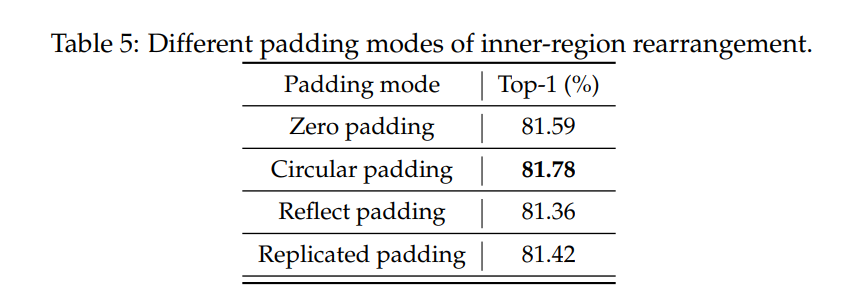 Table 5: Different padding modes of inner-region rearrangement.
Padding mode Top-1 (%)
Zero padding 81.59
Circular padding 81.78
Reflect padding 81.36
Replicated padding 81.42